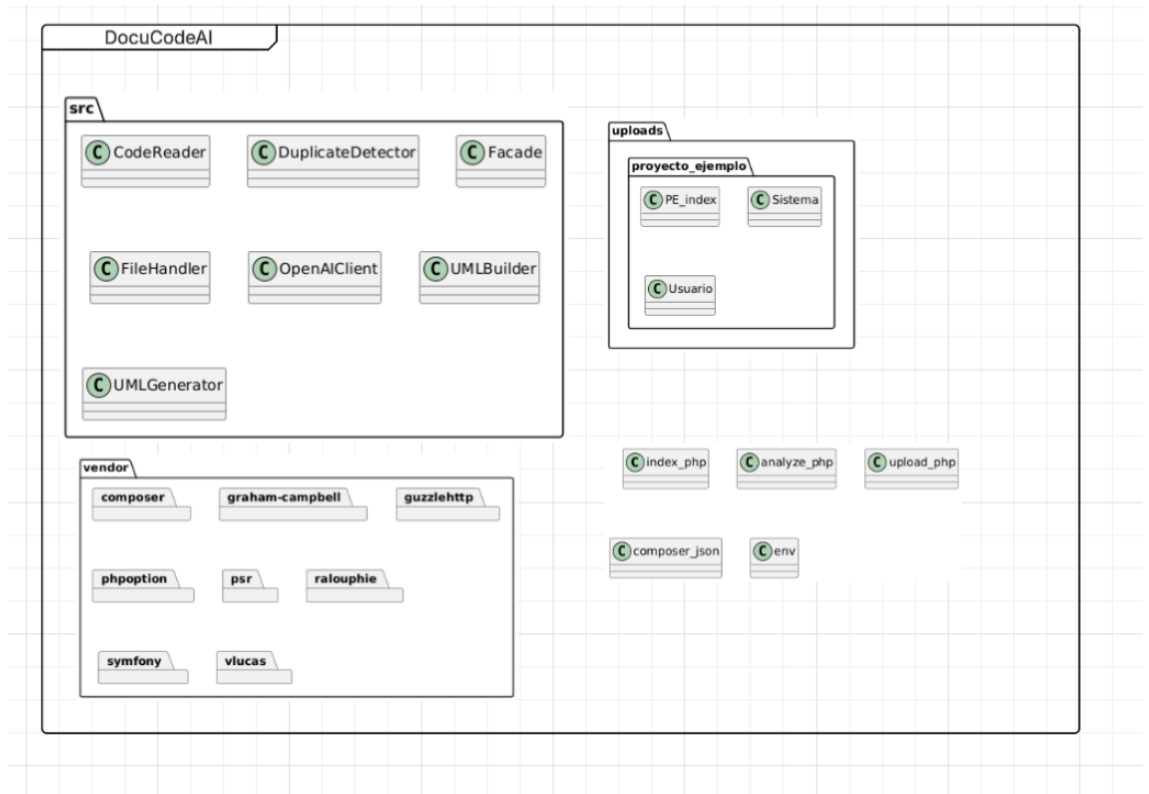 DocuCodeAI
src
C CodeReader
C DuplicateDetector
C Facade
C FileHandler
C OpenAIClient
C UMLBuilder
C UMLGenerator
uploads
proyecto_ejemplo
C PE_index
C Sistema
C Usuario
vendor
composer
graham-campbell
guzzlehttp
phpoption
psr
ralouphie
symfony
vlucas
C index_php
C analyze_php
C upload_php
C composer_json
C env